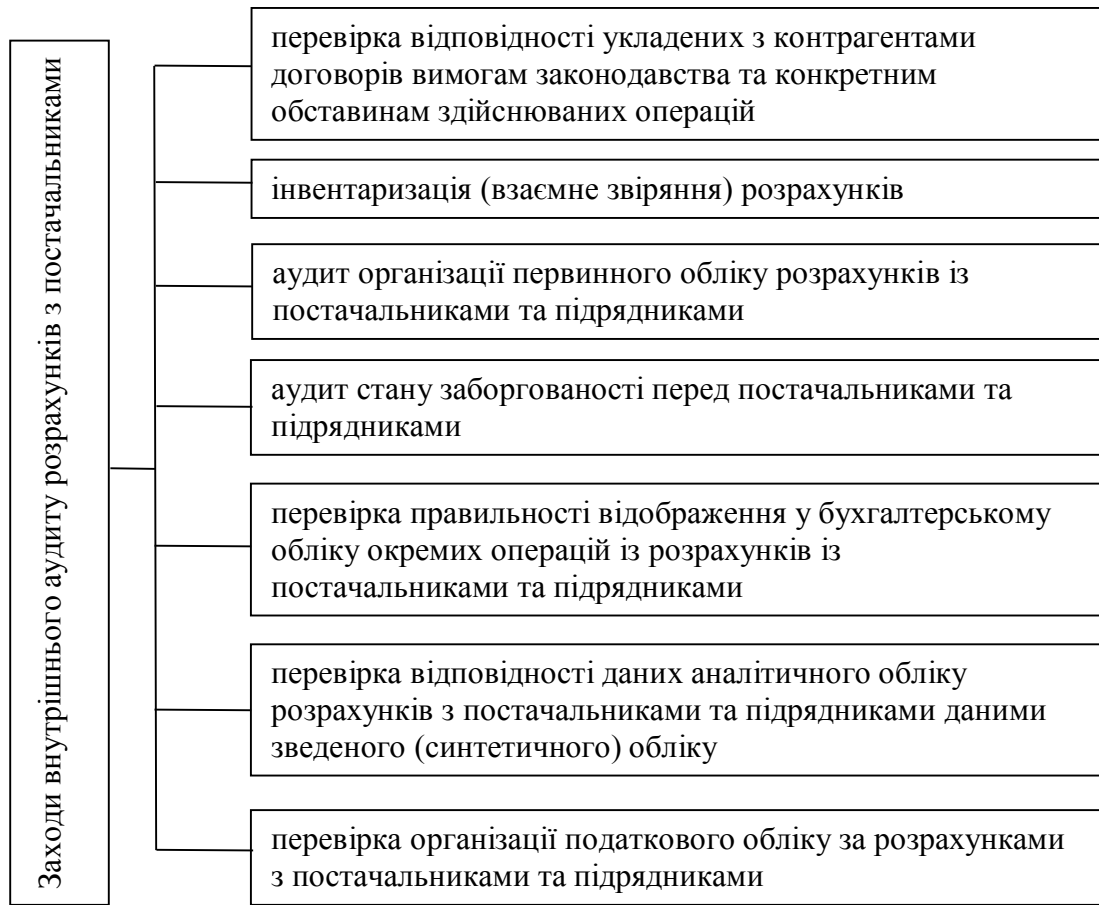 Заходи внутрішнього аудиту розрахунків з постачальниками
перевірка відповідності укладених з контрагентами
договорів вимогам законодавства та конкретним
обставинам здійснюваних операцій
інвентаризація (взаємне звіряння) розрахунків
аудит організації первинного обліку розрахунків із
постачальниками та підрядниками
аудит стану заборгованості перед постачальниками та
підрядниками
перевірка правильності відображення у бухгалтерському
обліку окремих операцій із розрахунків із
постачальниками та підрядниками
перевірка відповідності даних аналітичного обліку
розрахунків з постачальниками та підрядниками даними
зведеного (синтетичного) обліку
перевірка організації податкового обліку за розрахунками
з постачальниками та підрядниками